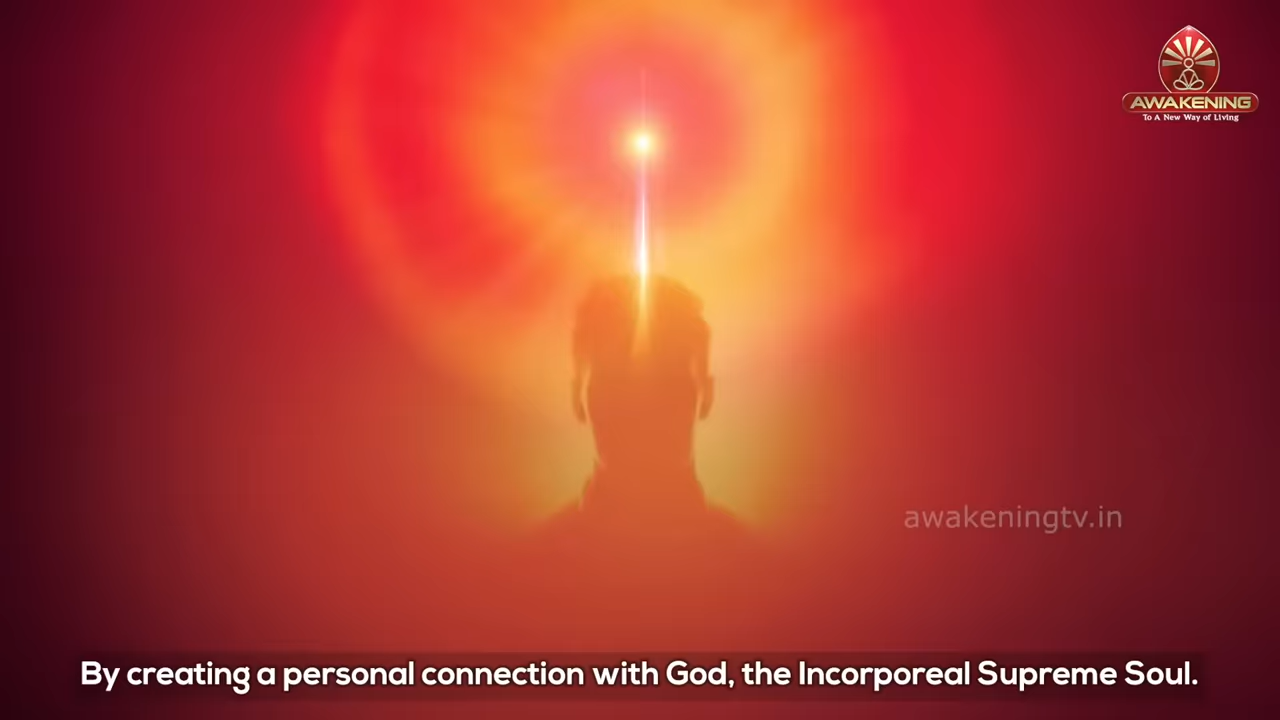 AWAKENING
To A New Way of Living
awakeningtv.in
By creating a personal connection with God, the Incorporeal Supreme Soul.